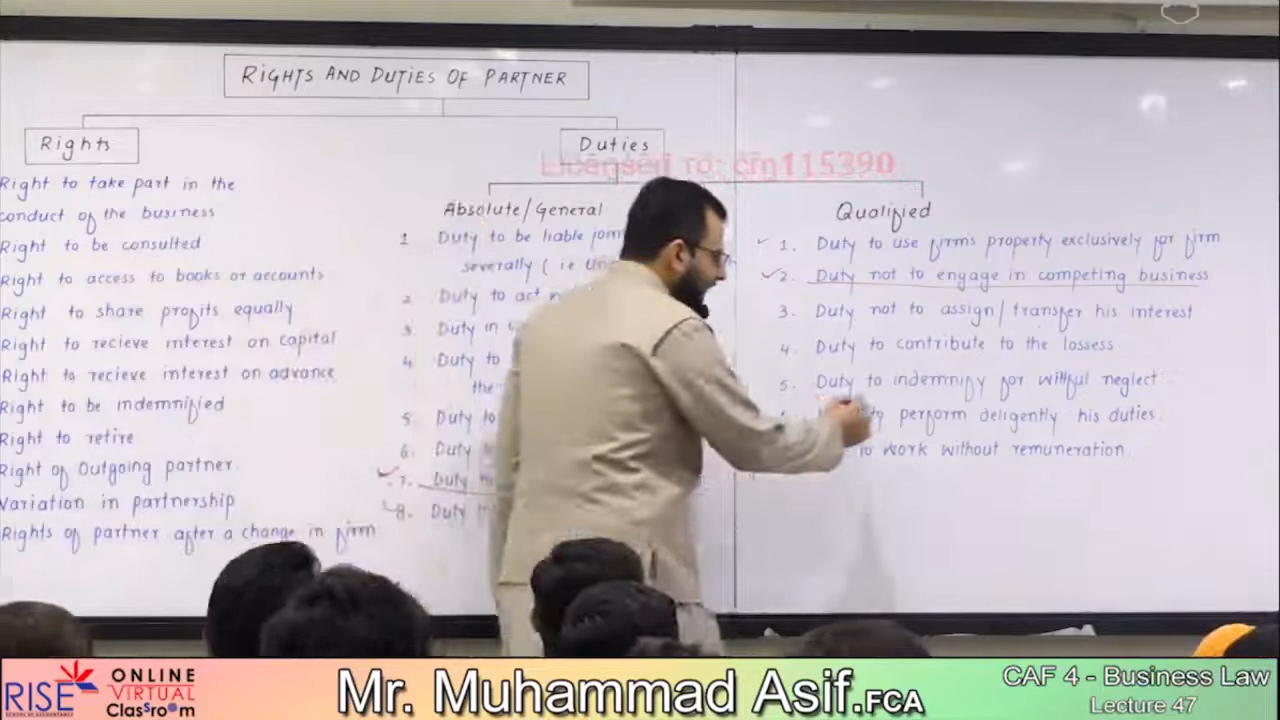 RIGHTS AND DUTIES OF PARTNER
Rights
Right to take part in the
conduct of the business
Right to be consulted
Right to access to books or accounts
Right to share profits equally
Right to recieve interest on capital
Right to recieve interest on advance
Right to be indemnified
Right to retire
Right of Outgoing partner.
Variation in partnership
Rights of partner after a change in firm
Duties
Licensed to: crn115390
Absolute/General
1 Duty to be liable
severally ( ie
2 Duty to act
3. Duty in
4. Duty to
the
5. Duty to
6. Duty
7. Duty
8. Duty
Qualified
1. Duty to use firms property exclusively for firm
2. Duty not to engage in competing business
3. Duty not to assign/transfer his interest
4. Duty to contribute to the lossess
5. Duty to indemnify for willful neglect
perform deligently his duties.
work without remuneration.
RISE
SCHOOL OF ACCOUNTANCY
ONLINE
VIRTUAL
Classroom
Mr. Muhammad Asif.FCA
CAF 4 - Business Law
Lecture 47